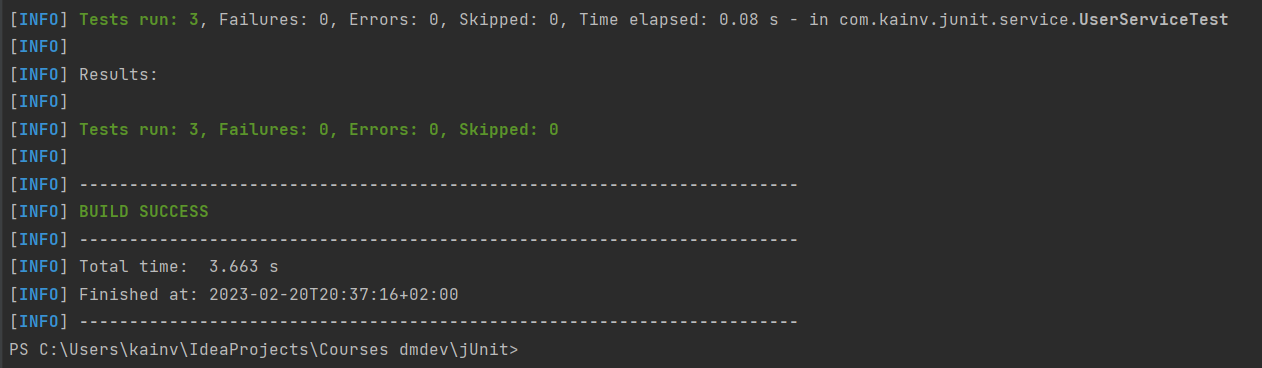 [INFO] Tests run: 3, Failures: 0, Errors: 0, Skipped: 0, Time elapsed: 0.08 s - in com.kainv.junit.service.UserServiceTest
[INFO]
[INFO] Results:
[INFO]
[INFO] Tests run: 3, Failures: 0, Errors: 0, Skipped: 0
[INFO]
[INFO] ------------------------------------------------------------------------
[INFO] BUILD SUCCESS
[INFO] ------------------------------------------------------------------------
[INFO] Total time:  3.663 s
[INFO] Finished at: 2023-02-20T20:37:16+02:00
[INFO] ------------------------------------------------------------------------
PS C:\Users\kainv\IdeaProjects\Courses dmdev\jUnit>